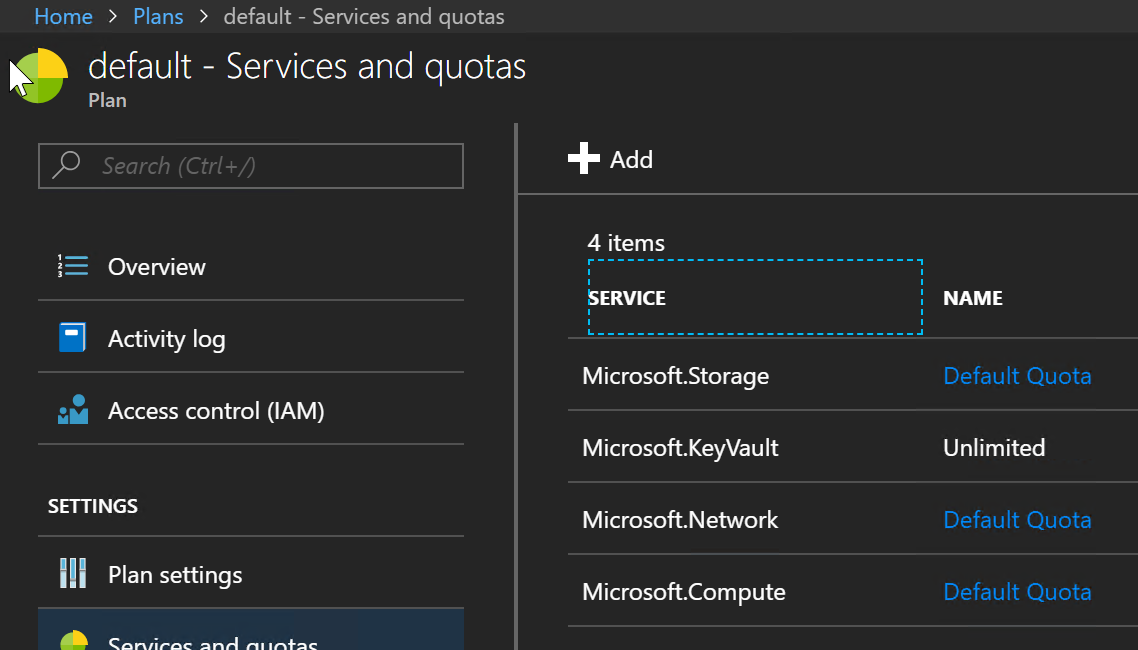 Home > Plans > default - Services and quotas
default - Services and quotas
Plan
Search (Ctrl+/)
Overview
Activity log
Access control (IAM)
SETTINGS
Plan settings
Services and quotas
Add
4 items
SERVICE NAME
Microsoft.Storage Default Quota
Microsoft.KeyVault Unlimited
Microsoft.Network Default Quota
Microsoft.Compute Default Quota